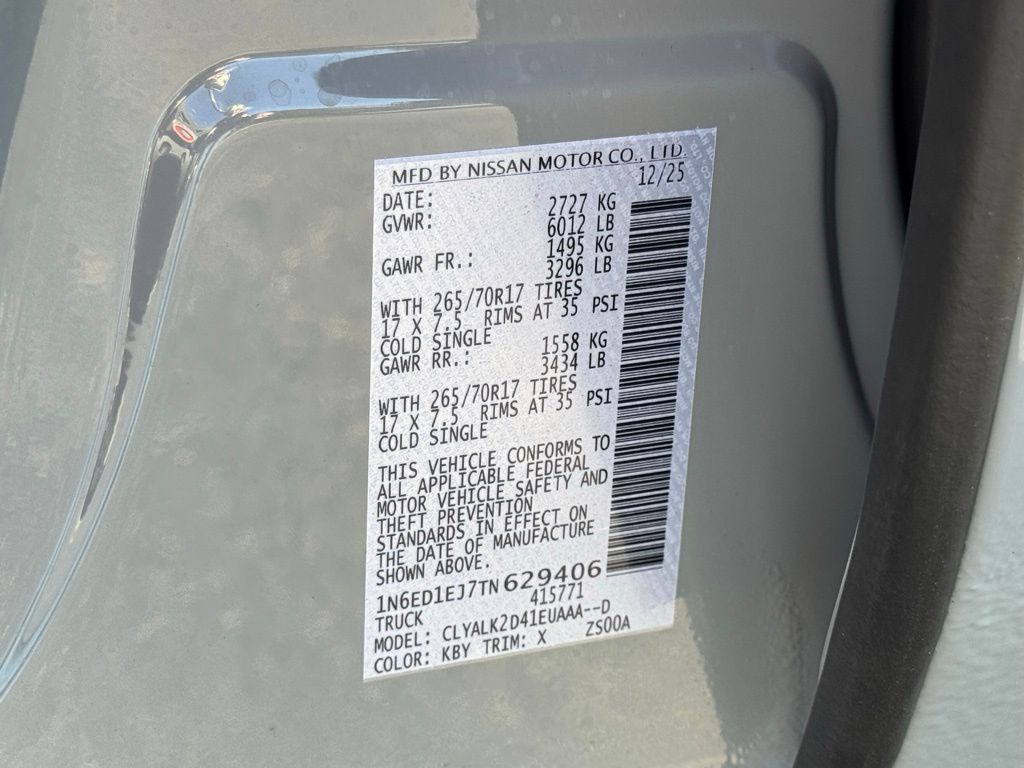 MFD BY NISSAN MOTOR CO., LTD.
DATE: 12/25
GVWR: 2727 KG
6012 LB
GAWR FR.: 1495 KG
3296 LB
WITH 265/70R17 TIRES
17 X 7.5 RIMS AT 35 PSI
COLD SINGLE
GAWR RR.: 1558 KG
3434 LB
WITH 265/70R17 TIRES
17 X 7.5 RIMS AT 35 PSI
COLD SINGLE
THIS VEHICLE CONFORMS TO
ALL APPLICABLE FEDERAL
MOTOR VEHICLE SAFETY AND
THEFT PREVENTION
STANDARDS IN EFFECT ON
THE DATE OF MANUFACTURE
SHOWN ABOVE.
1N6ED1EJ7TN629406
TRUCK 415771
MODEL: CLYALK2D41EUAAA--D
COLOR: KBY TRIM: X ZS00A